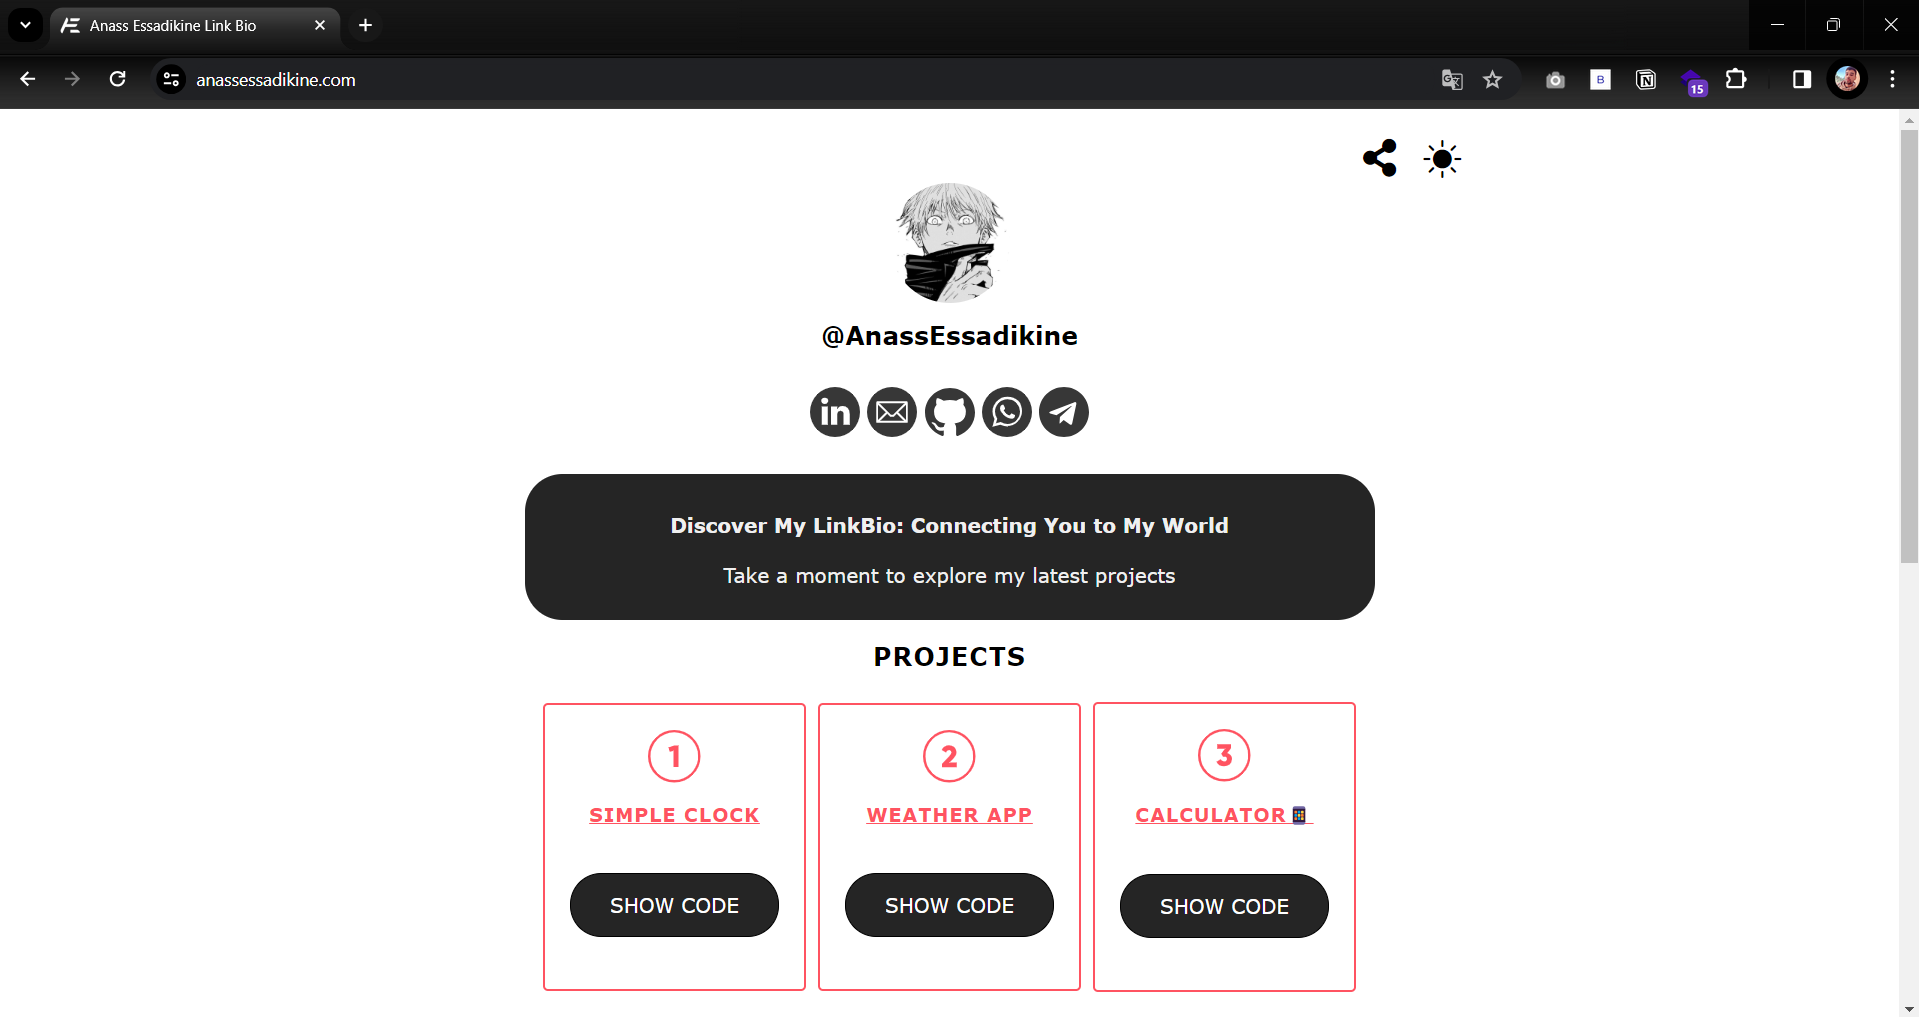 Anass Essadikine Link Bio
anassessadikine.com
B
N
15
@AnassEssadikine
in
Discover My LinkBio: Connecting You to My World
Take a moment to explore my latest projects
PROJECTS
1
2
3
SIMPLE CLOCK
WEATHER APP
CALCULATOR📱
SHOW CODE
SHOW CODE
SHOW CODE